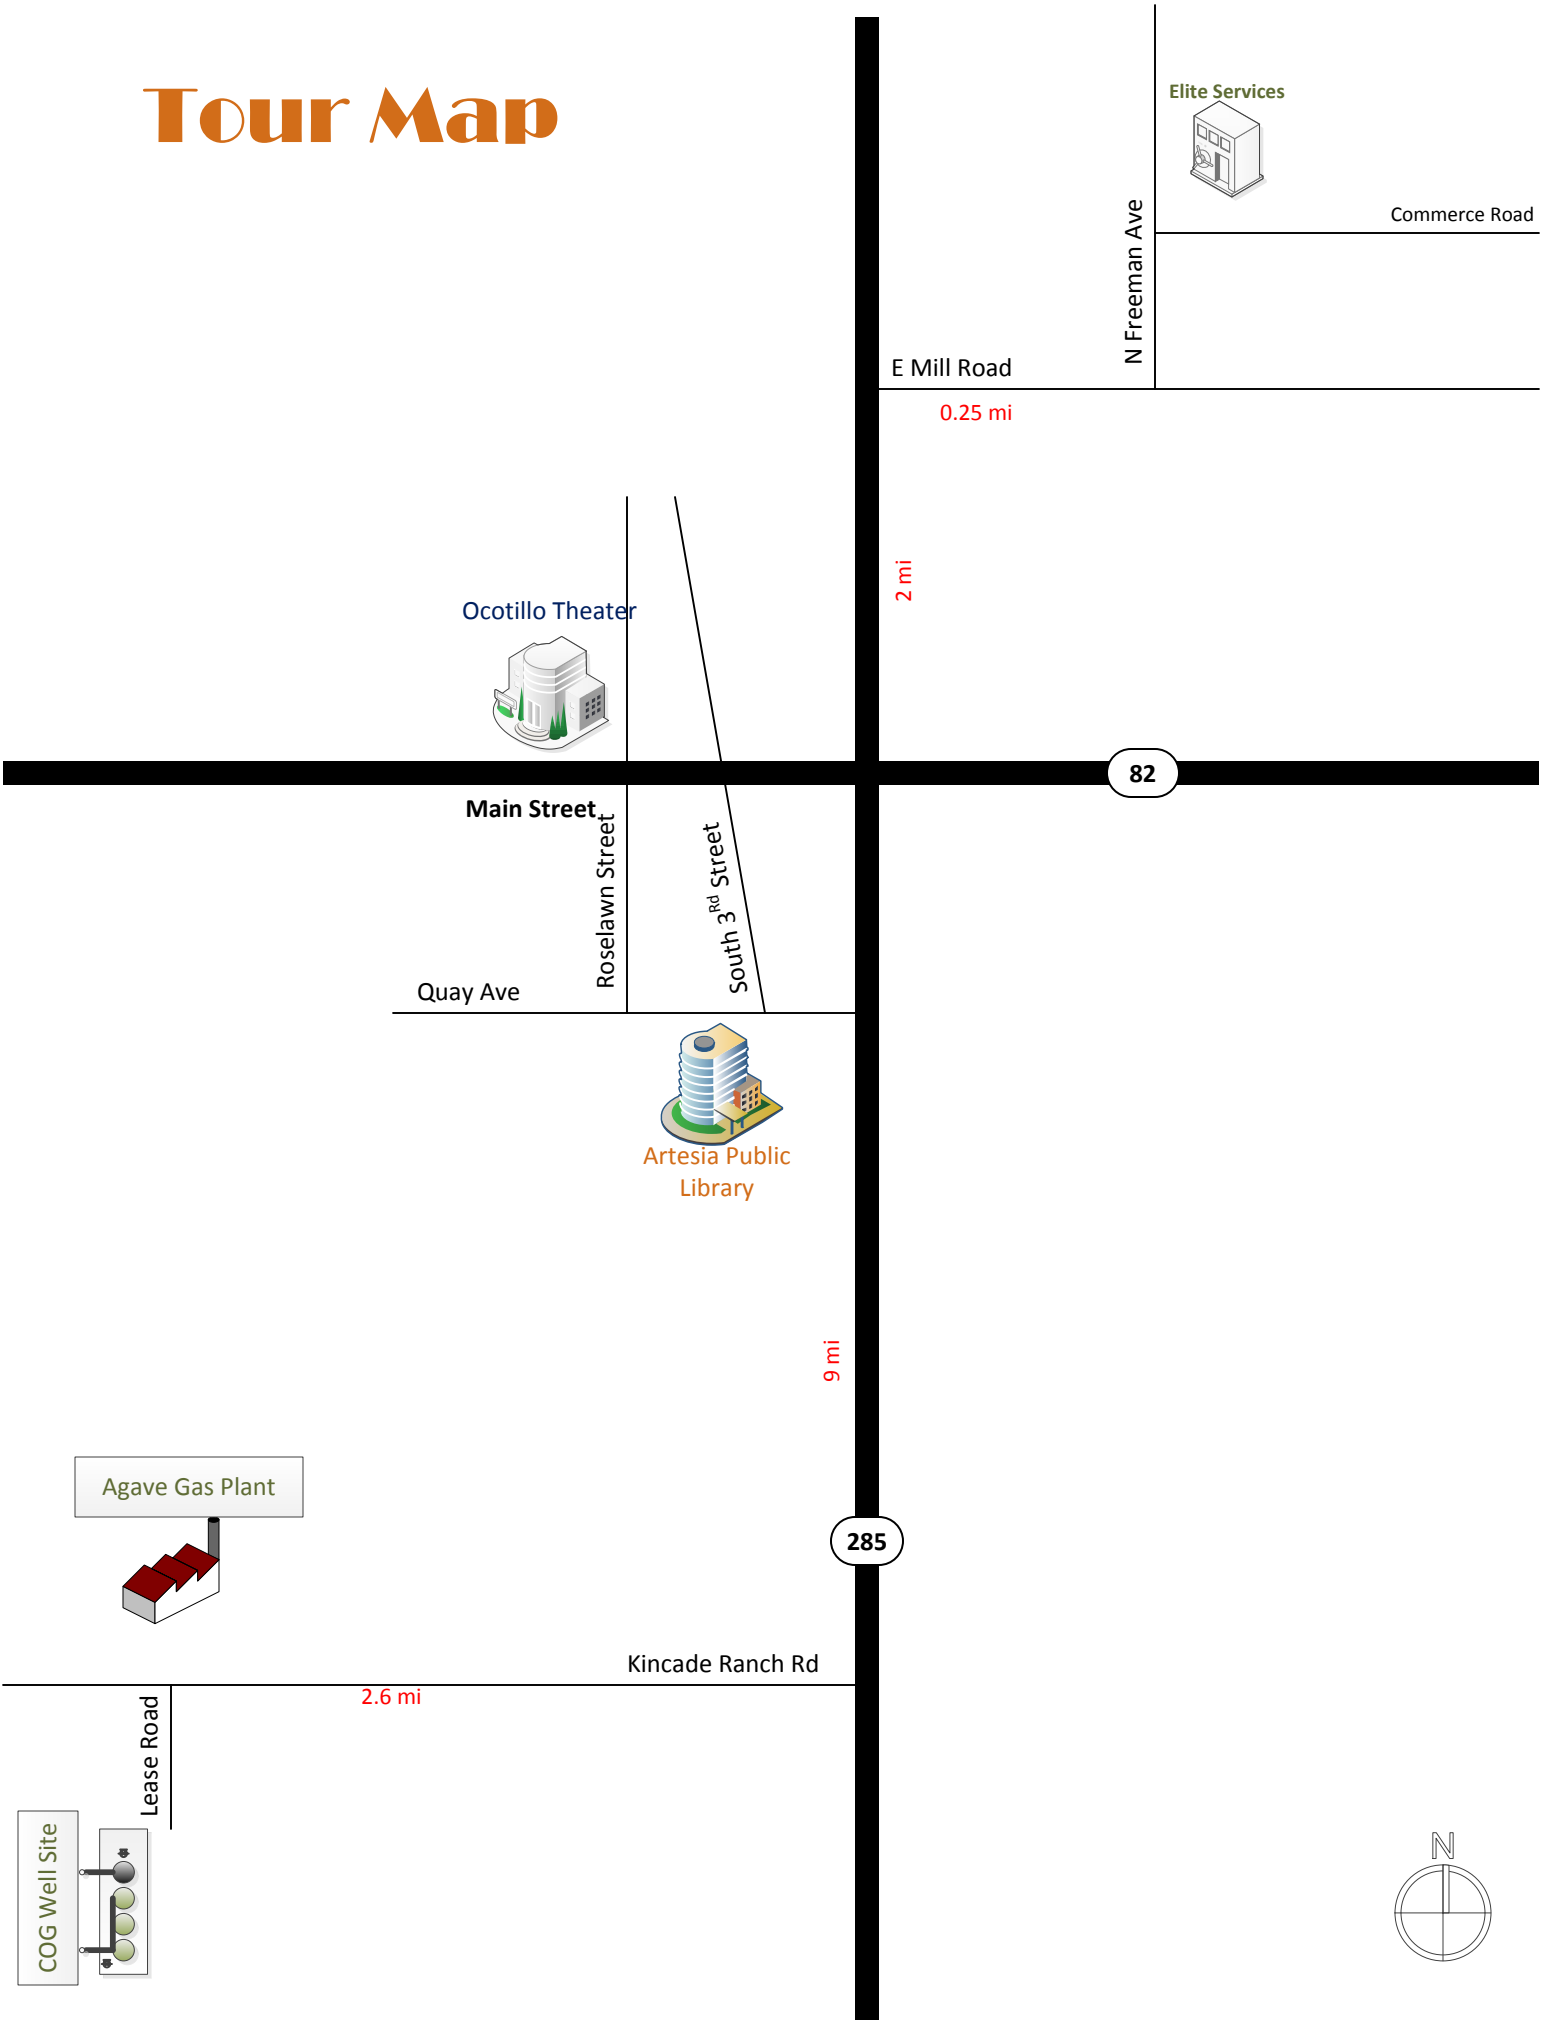 Tour Map
Elite Services
Commerce Road
N Freeman Ave
E Mill Road
0.25 mi
2 mi
Ocotillo Theater
82
Main Street
Roselawn Street
South 3Rd Street
Quay Ave
Artesia Public
Library
9 mi
Agave Gas Plant
285
Kincade Ranch Rd
2.6 mi
Lease Road
COG Well Site
N